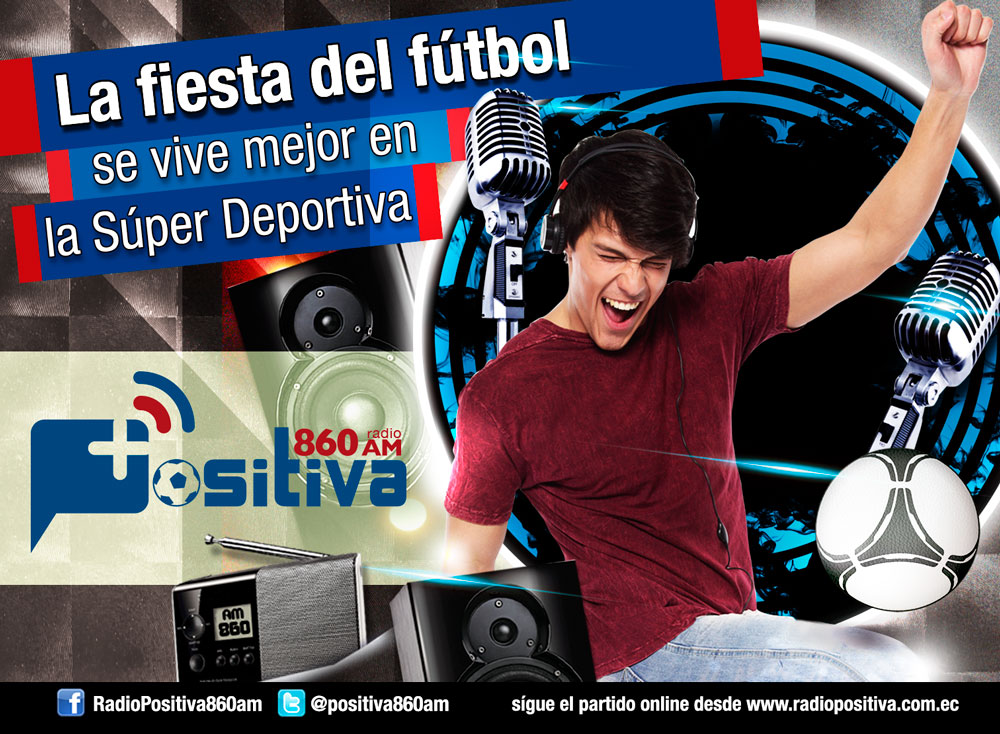 La fiesta del fútbol
se vive mejor en
la Súper Deportiva
860 radio AM
Positiva
AM
860
RadioPositiva860am
@positiva860am
sígue el partido online desde www.radiopositiva.com.ec